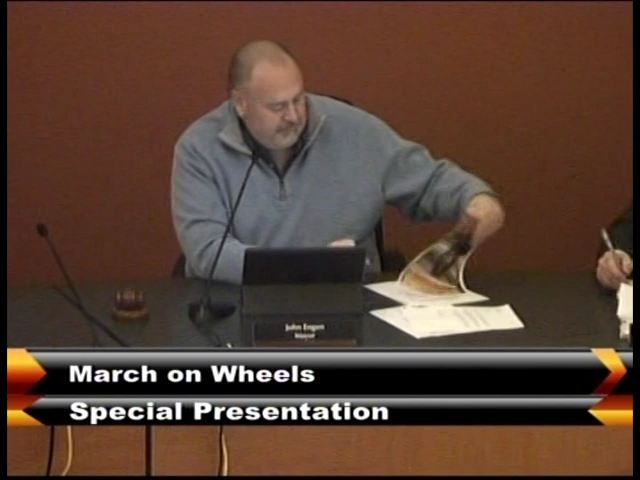 John Engen
Mayor
March on Wheels
Special Presentation